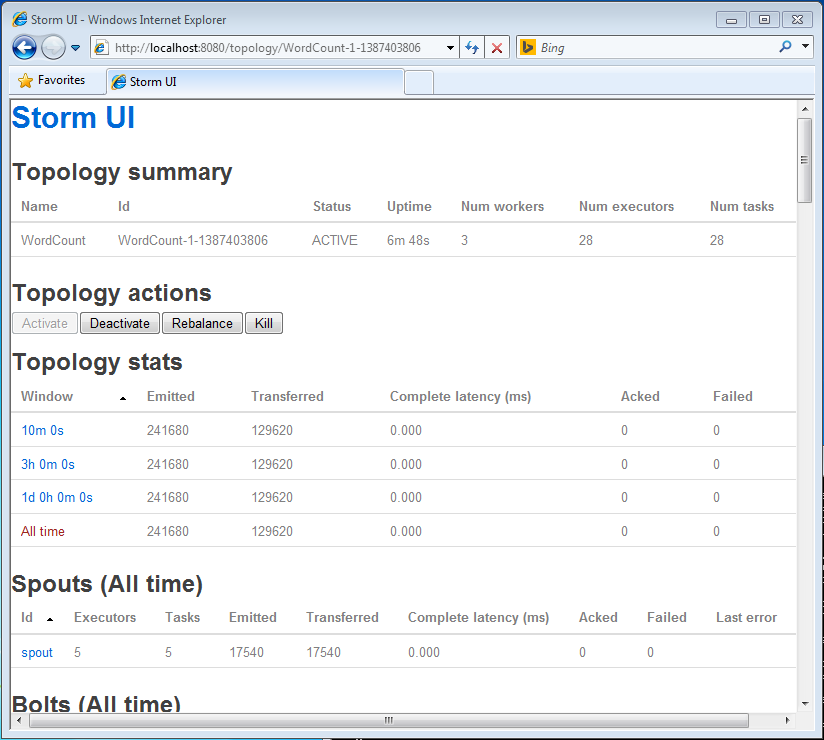 Storm UI - Windows Internet Explorer
http://localhost:8080/topology/WordCount-1-1387403806 Bing
Favorites Storm UI
Storm UI
Topology summary
Name Id Status Uptime Num workers Num executors Num tasks
WordCount WordCount-1-1387403806 ACTIVE 6m 48s 3 28 28
Topology actions
Activate Deactivate Rebalance Kill
Topology stats
Window Emitted Transferred Complete latency (ms) Acked Failed
10m 0s 241680 129620 0.000 0 0
3h 0m 0s 241680 129620 0.000 0 0
1d 0h 0m 0s 241680 129620 0.000 0 0
All time 241680 129620 0.000 0 0
Spouts (All time)
Id Executors Tasks Emitted Transferred Complete latency (ms) Acked Failed Last error
spout 5 5 17540 17540 0.000 0 0
Bolts (All time)